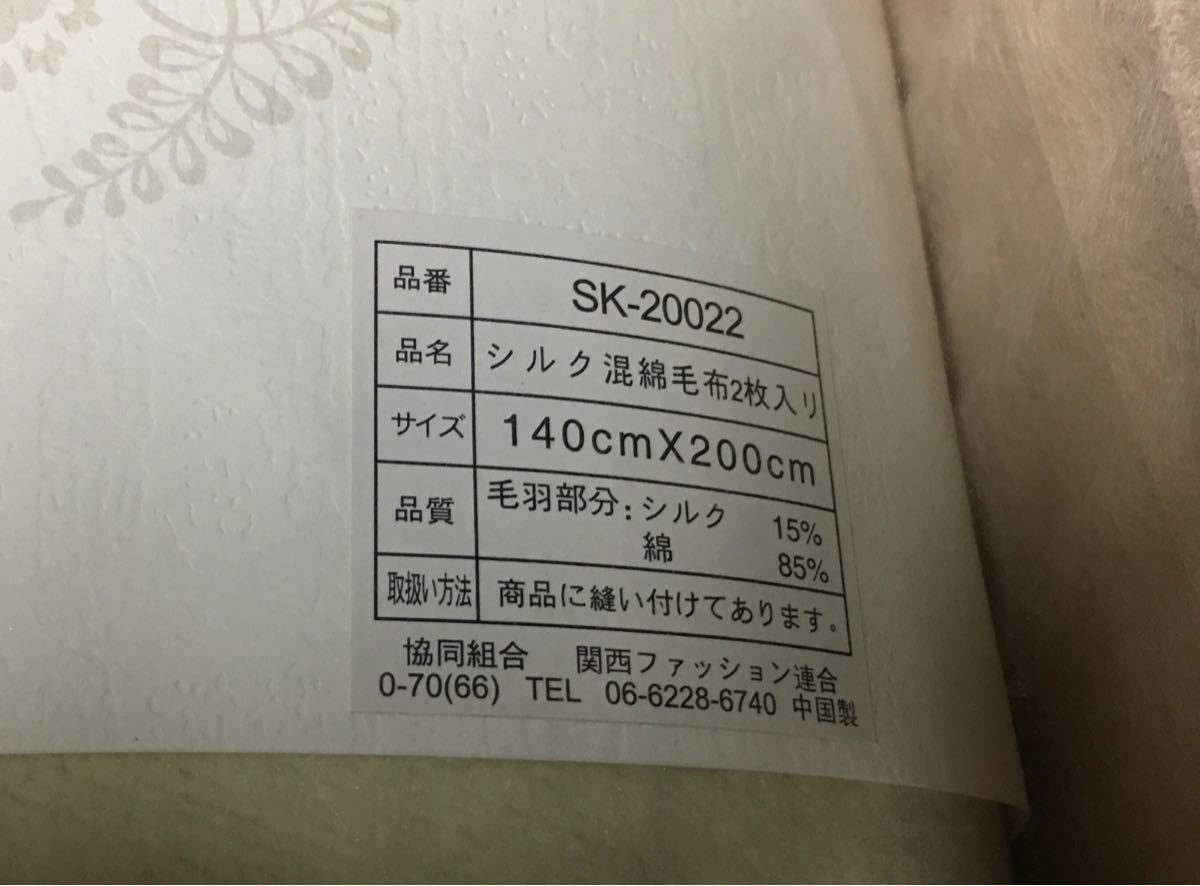 品番 SK-20022
品名 シルク混綿毛布2枚入り
サイズ 140cmX200cm
品質 毛羽部分:シルク 15%
綿 85%
取扱い方法 商品に縫い付けてあります。
協同組合 関西ファッション連合
0-70(66) TEL 06-6228-6740 中国製